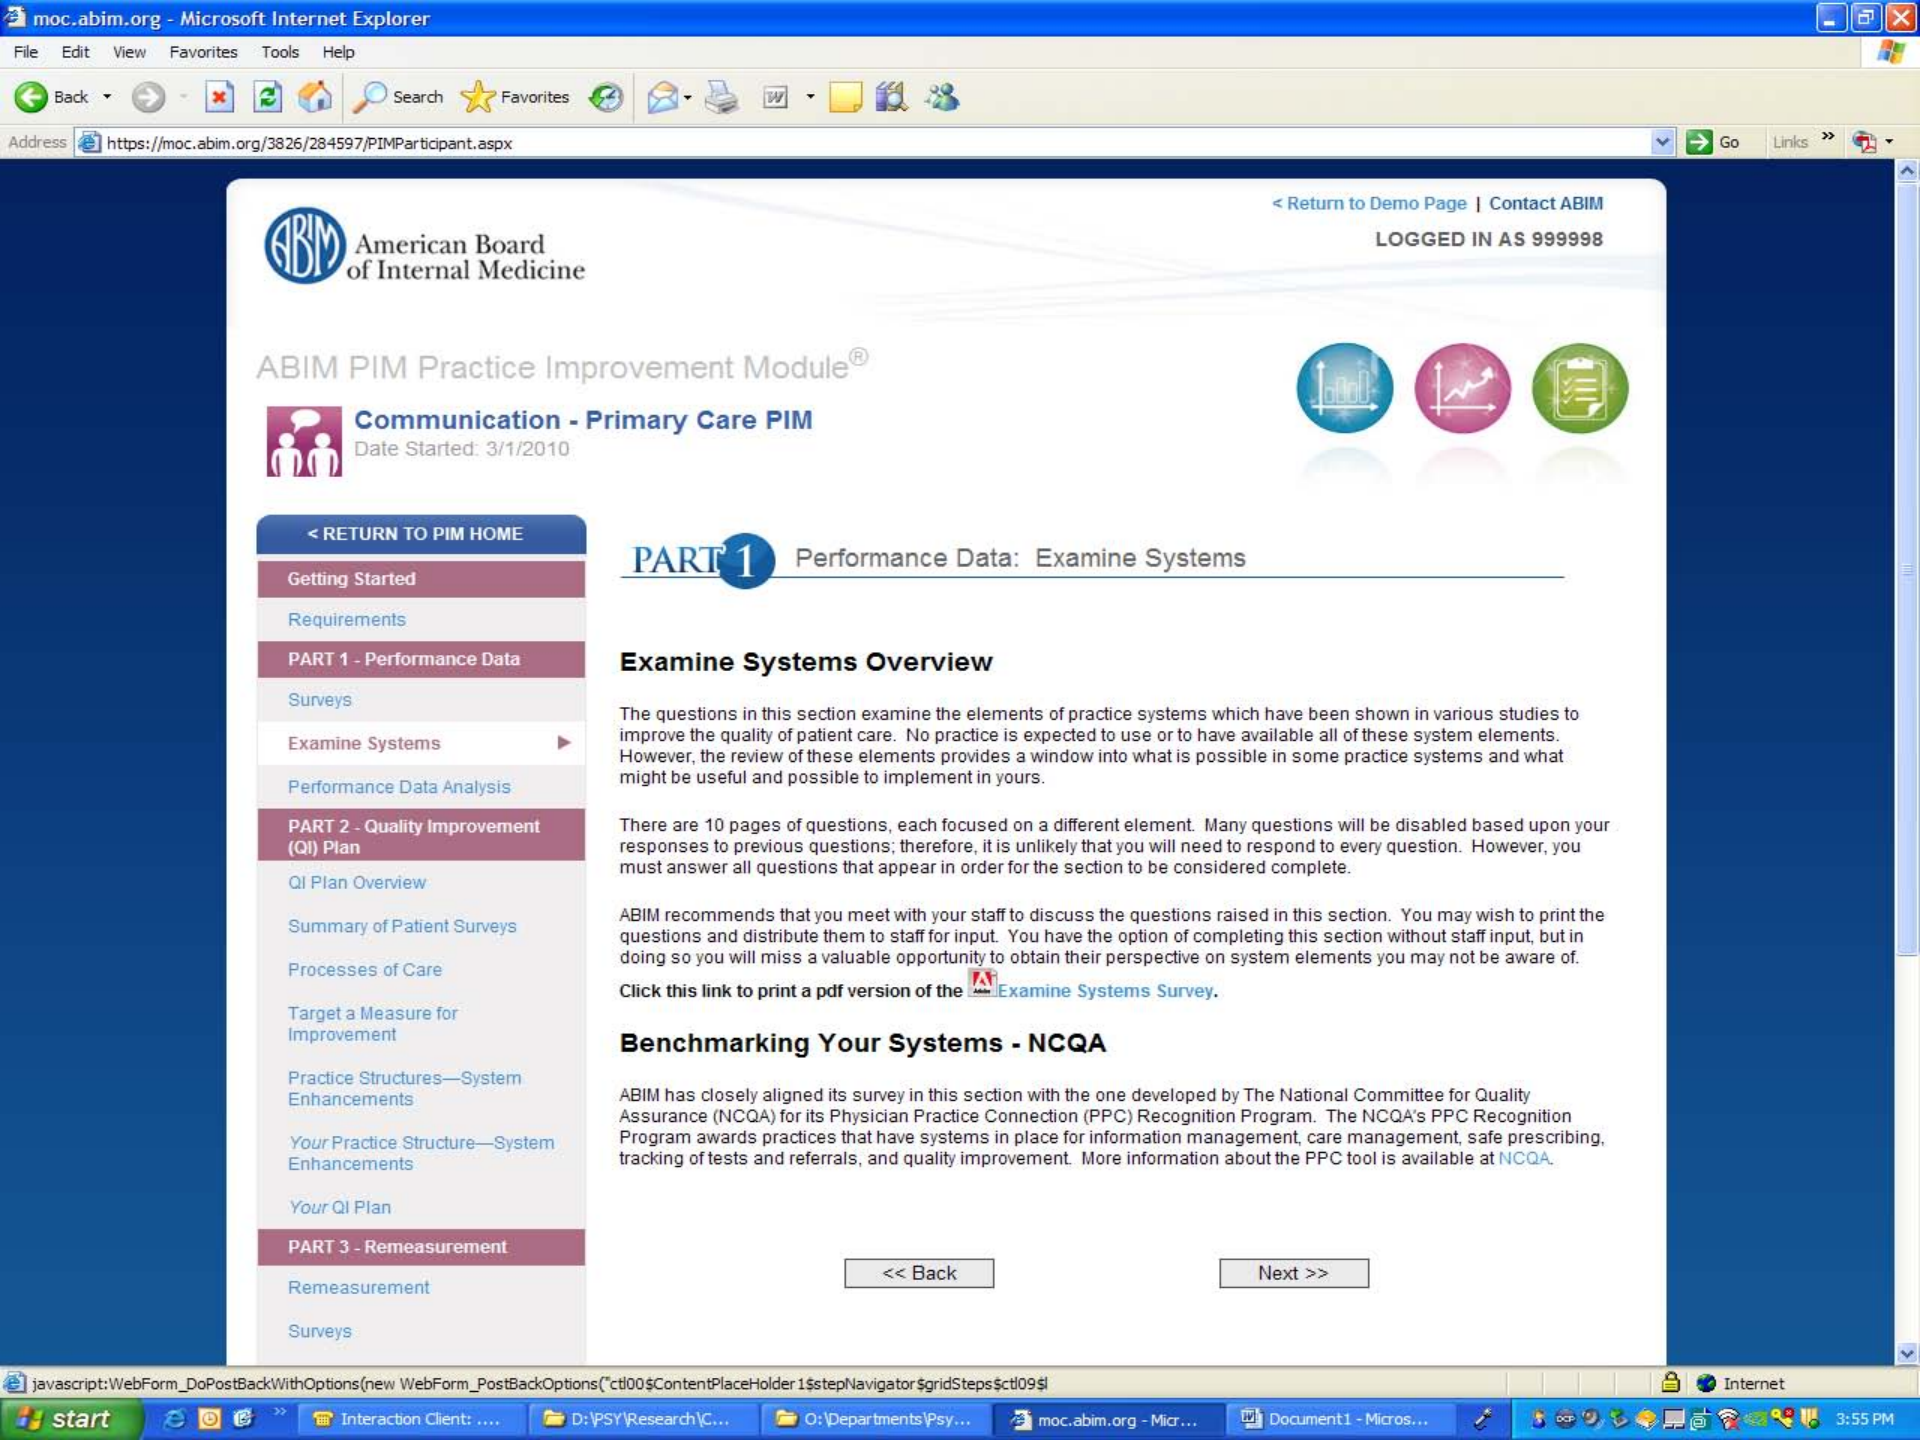 moc.abim.org - Microsoft Internet Explorer
File Edit View Favorites Tools Help
Back Search Favorites
Address https://moc.abim.org/3826/284597/PIMParticipant.aspx Go Links »
< Return to Demo Page | Contact ABIM
LOGGED IN AS 999998
ABIM
American Board
of Internal Medicine
ABIM PIM Practice Improvement Module®
Communication - Primary Care PIM
Date Started: 3/1/2010
< RETURN TO PIM HOME
Getting Started
Requirements
PART 1 - Performance Data
Surveys
Examine Systems
Performance Data Analysis
PART 2 - Quality Improvement
(QI) Plan
QI Plan Overview
Summary of Patient Surveys
Processes of Care
Target a Measure for
Improvement
Practice Structures—System
Enhancements
Your Practice Structure—System
Enhancements
Your QI Plan
PART 3 - Remeasurement
Remeasurement
Surveys
PART 1 Performance Data: Examine Systems
Examine Systems Overview
The questions in this section examine the elements of practice systems which have been shown in various studies to
improve the quality of patient care. No practice is expected to use or to have available all of these system elements.
However, the review of these elements provides a window into what is possible in some practice systems and what
might be useful and possible to implement in yours.
There are 10 pages of questions, each focused on a different element. Many questions will be disabled based upon your
responses to previous questions; therefore, it is unlikely that you will need to respond to every question. However, you
must answer all questions that appear in order for the section to be considered complete.
ABIM recommends that you meet with your staff to discuss the questions raised in this section. You may wish to print the
questions and distribute them to staff for input. You have the option of completing this section without staff input, but in
doing so you will miss a valuable opportunity to obtain their perspective on system elements you may not be aware of.
Click this link to print a pdf version of the Adobe Examine Systems Survey.
Benchmarking Your Systems - NCQA
ABIM has closely aligned its survey in this section with the one developed by The National Committee for Quality
Assurance (NCQA) for its Physician Practice Connection (PPC) Recognition Program. The NCQA's PPC Recognition
Program awards practices that have systems in place for information management, care management, safe prescribing,
tracking of tests and referrals, and quality improvement. More information about the PPC tool is available at NCQA.
<< Back Next >>
javascript:WebForm_DoPostBackWithOptions(new WebForm_PostBackOptions("ctl00$ContentPlaceHolder1$stepNavigator$gridSteps$ctl09$l Internet
start » Interaction Client: .... D:\PSY\Research\C... O:\Departments\Psy... moc.abim.org - Micr... Document1 - Micros... 3:55 PM